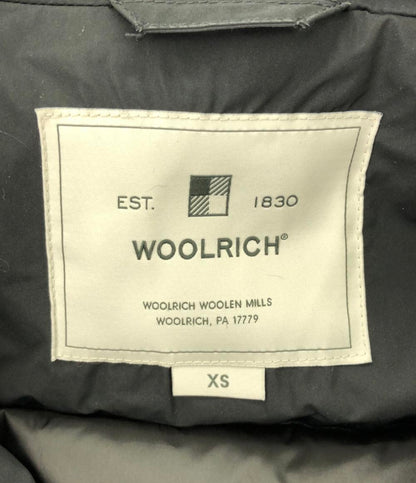 EST. 1830
WOOLRICH®
WOOLRICH WOOLEN MILLS
WOOLRICH, PA 17779
XS